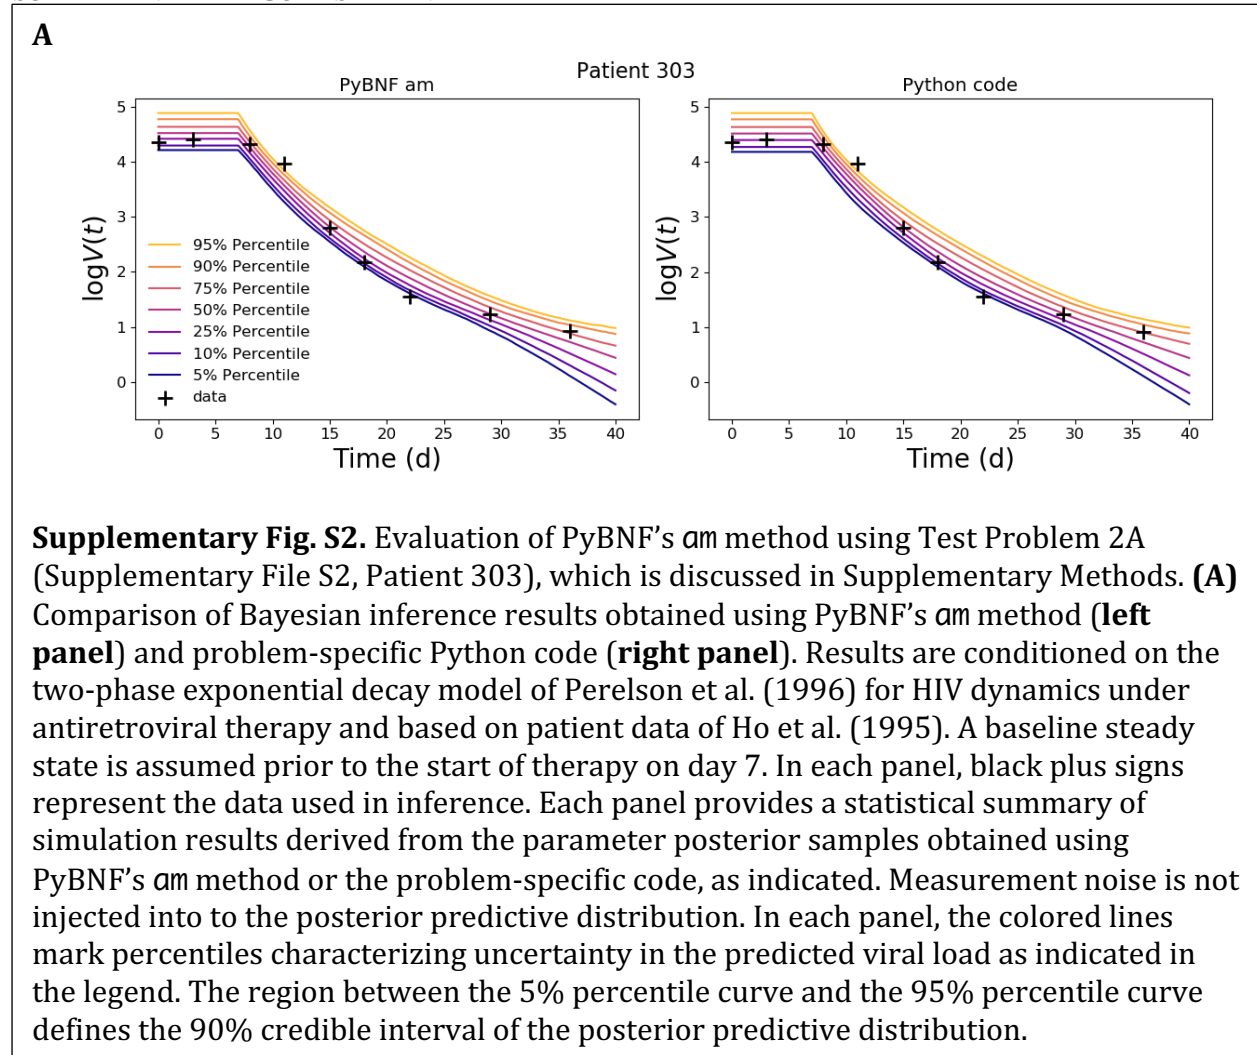 A
Patient 303
PyBNF am
Python code
5
4
3
2
1
0
logV(t)
95% Percentile
90% Percentile
75% Percentile
50% Percentile
25% Percentile
10% Percentile
5% Percentile
data
0 5 10 15 20 25 30 35 40
Time (d)
5
4
3
2
1
0
logV(t)
0 5 10 15 20 25 30 35 40
Time (d)
Supplementary Fig. S2. Evaluation of PyBNF’s am method using Test Problem 2A
(Supplementary File S2, Patient 303), which is discussed in Supplementary Methods. (A)
Comparison of Bayesian inference results obtained using PyBNF’s am method (left
panel) and problem-specific Python code (right panel). Results are conditioned on the
two-phase exponential decay model of Perelson et al. (1996) for HIV dynamics under
antiretroviral therapy and based on patient data of Ho et al. (1995). A baseline steady
state is assumed prior to the start of therapy on day 7. In each panel, black plus signs
represent the data used in inference. Each panel provides a statistical summary of
simulation results derived from the parameter posterior samples obtained using
PyBNF’s am method or the problem-specific code, as indicated. Measurement noise is not
injected into to the posterior predictive distribution. In each panel, the colored lines
mark percentiles characterizing uncertainty in the predicted viral load as indicated in
the legend. The region between the 5% percentile curve and the 95% percentile curve
defines the 90% credible interval of the posterior predictive distribution.